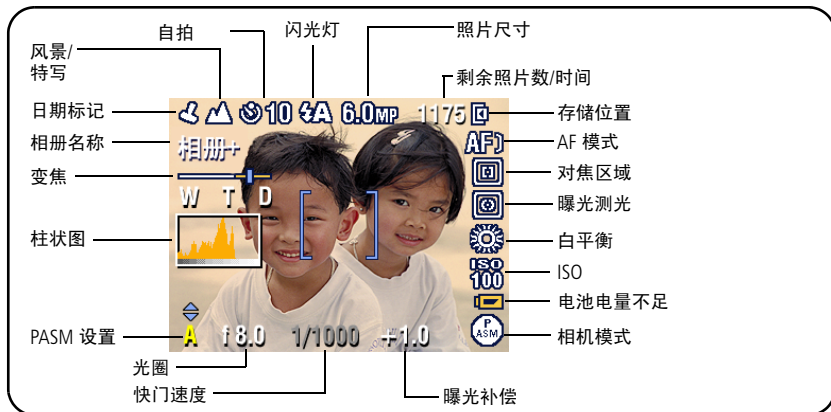 自拍
闪光灯
照片尺寸
风景/
特写
剩余照片数/时间
日期标记
10
A
6.0MP
1175
存储位置
相册名称
相册+
AF
AF 模式
变焦
对焦区域
W T D
曝光测光
柱状图
白平衡
ISO
100
ISO
电池电量不足
PASM 设置
A
f 8.0
1/1000
+1.0
P
ASM
相机模式
光圈
快门速度
曝光补偿